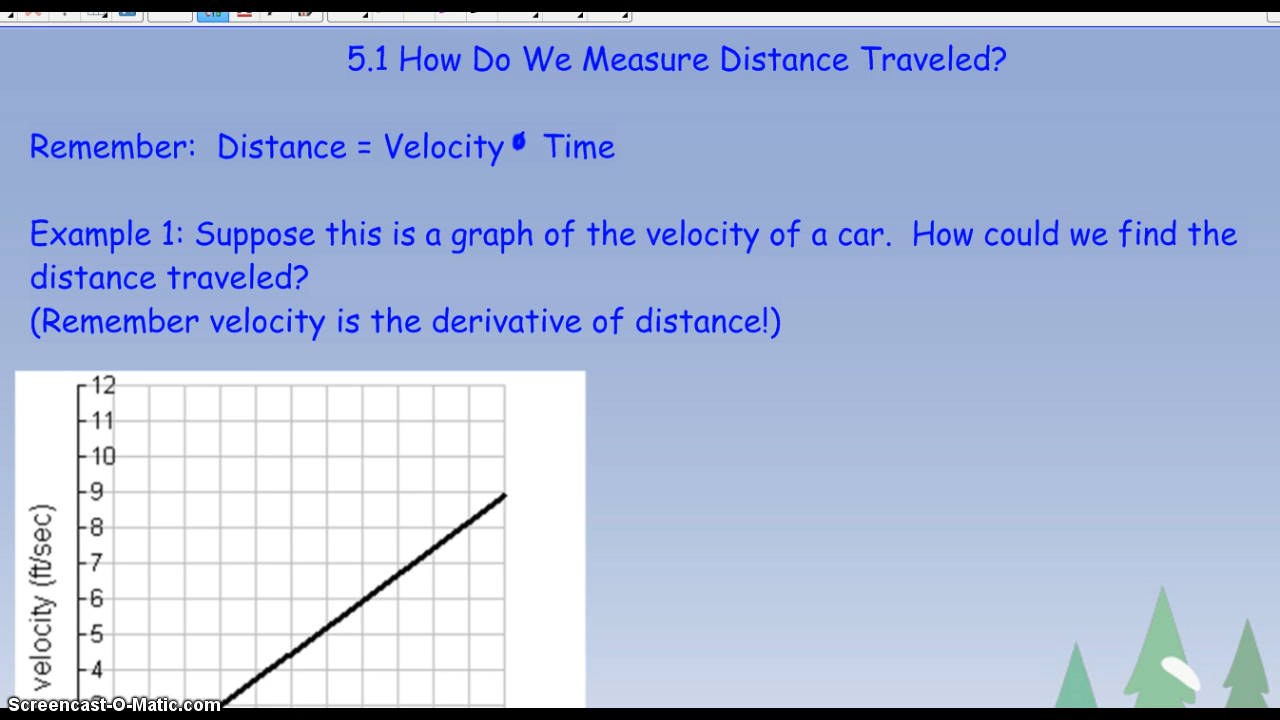 5.1 How Do We Measure Distance Traveled?
Remember: Distance = Velocity • Time
Example 1: Suppose this is a graph of the velocity of a car. How could we find the
distance traveled?
(Remember velocity is the derivative of distance!)
12
11
10
9
8
7
6
5
4
velocity (ft/sec)
Screencast-O-Matic.com